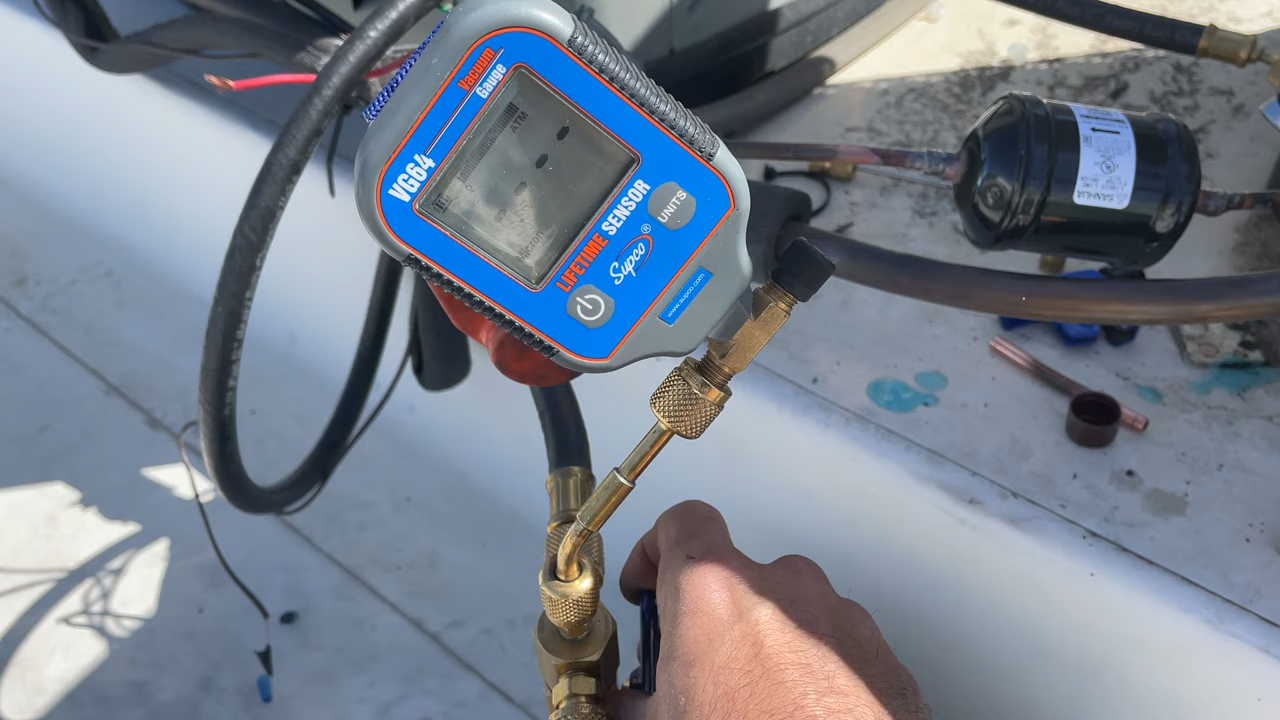 Vacuum
Gauge
VG64
ATM
Micron
LIFETIME SENSOR
Supco®
UNITS
www.supco.com